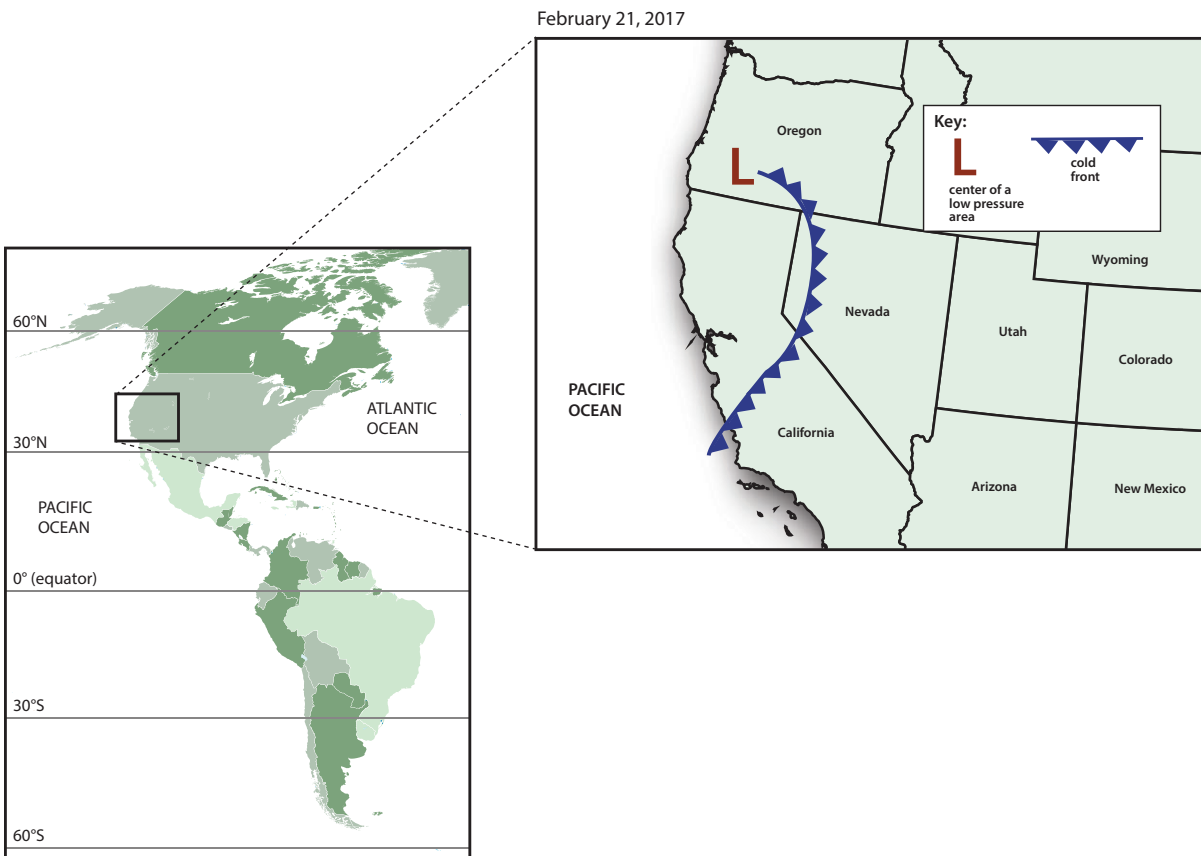 February 21, 2017
Oregon
Key:
L
center of a
low pressure
area
cold
front
L
Wyoming
Nevada
Utah
Colorado
PACIFIC
OCEAN
California
Arizona
New Mexico
60°N
ATLANTIC
OCEAN
30°N
PACIFIC
OCEAN
0° (equator)
30°S
60°S